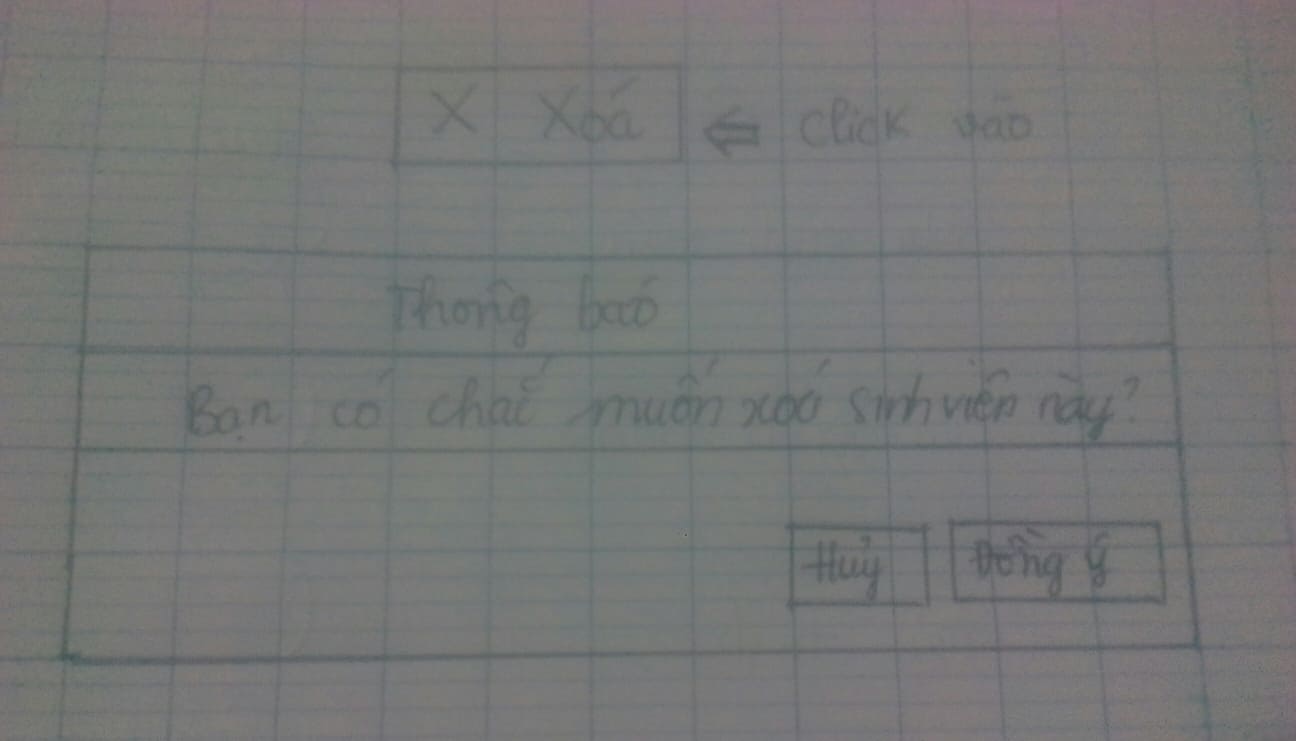 X Xoá ⇐ click vào
Thông báo
Bạn có chắc muốn xoá sinh viên này?
Huỷ Đồng ý